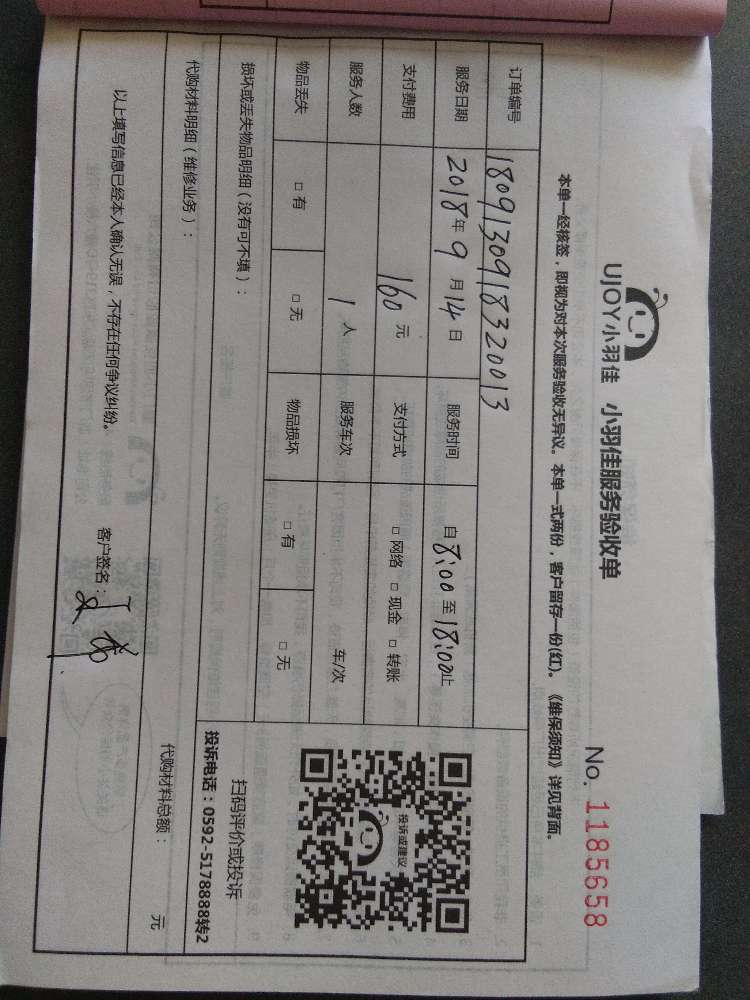 UJOY小羽佳 小羽佳服务验收单
No. 1185658
本单一经核签，即视为对本次服务验收无异议。本单一式两份，客户留存一份(红)。《维保须知》详见背面。
订单编号 1809130918320013
服务日期 2018年9月14日 服务时间 自8:00至18:00止
支付费用 160元 支付方式 □网络 □现金 □转账
服务人数 1人 服务车次 车/次
物品丢失 □有 □无 物品损坏 □有 □无
损坏或丢失物品明细（没有可不填）：
投诉或建议
扫码评价或投诉
投诉电话：0592-5178888转2
代购材料明细（维修业务）：
代购材料总额： 元
以上填写信息已经本人确认无误，不存在任何争议纠纷。
客户签名：